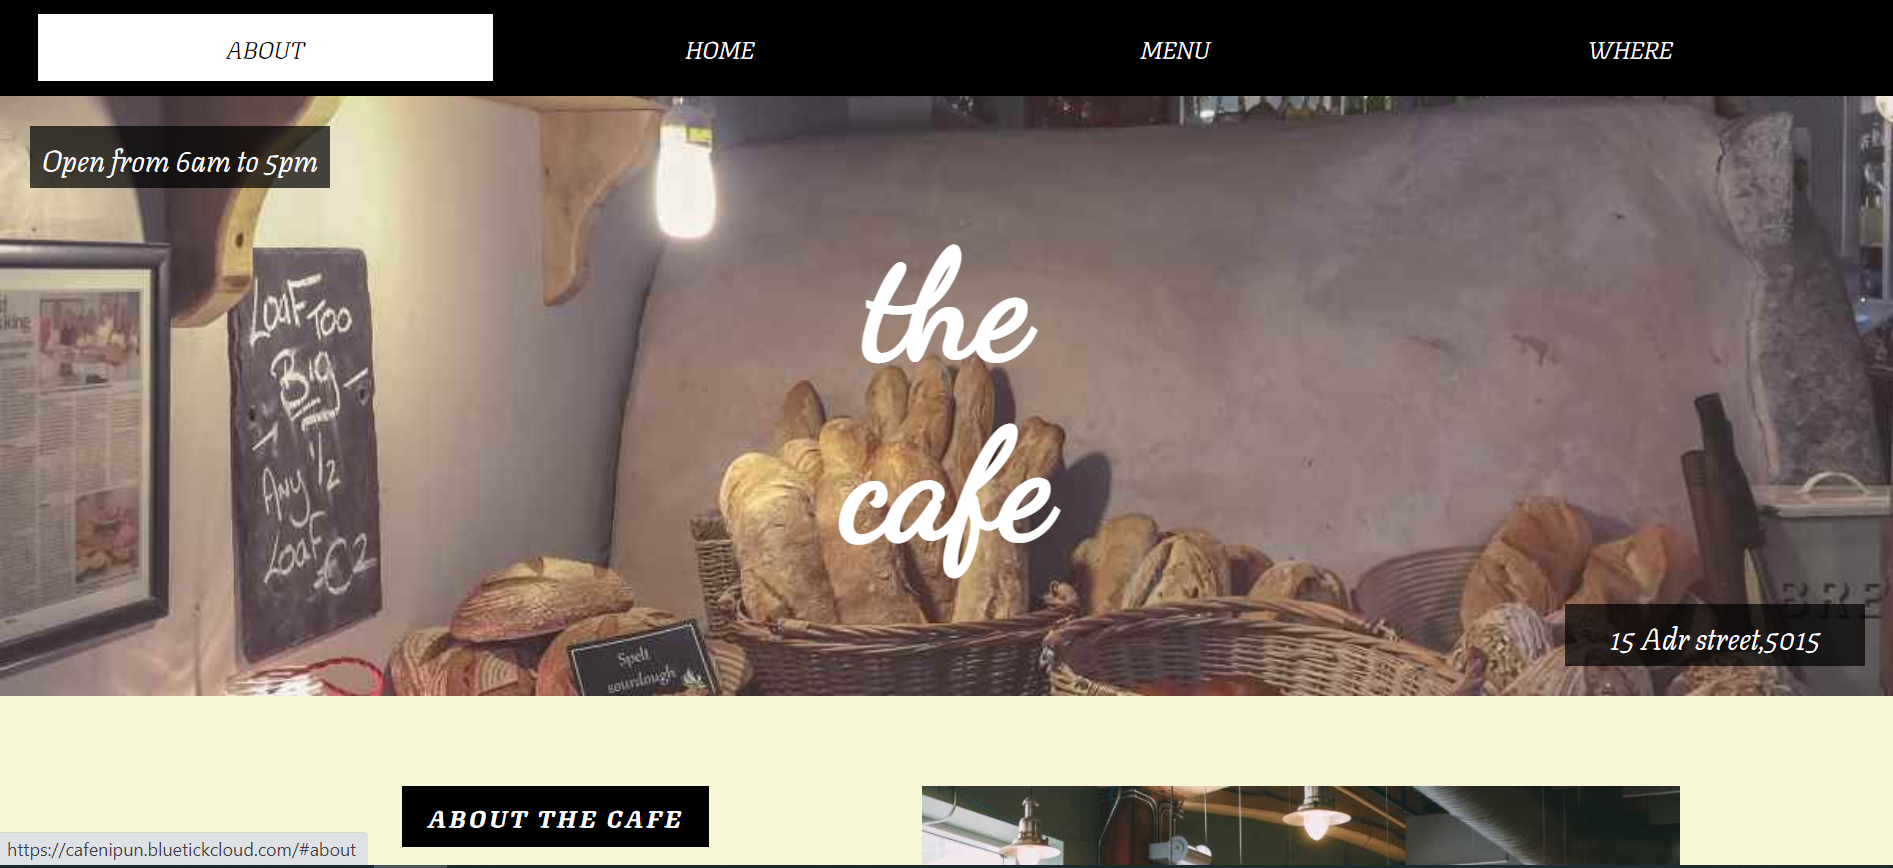 ABOUT HOME MENU WHERE
Open from 6am to 5pm
the
cafe
LOAF TOO
BIG
ANY 1/2
LOAF €2
Spelt
sourdough
BRE
15 Adr street,5015
ABOUT THE CAFE
https://cafenipun.bluetickcloud.com/#about